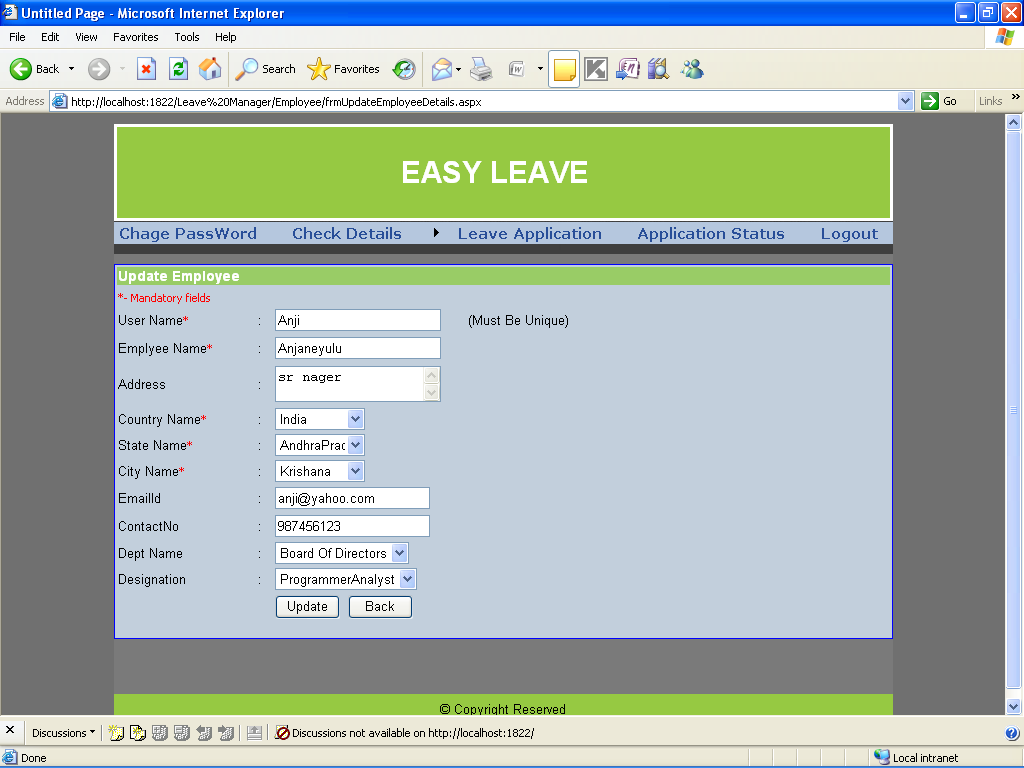 Untitled Page - Microsoft Internet Explorer
File Edit View Favorites Tools Help
Back Search Favorites
Address http://localhost:1822/Leave%20Manager/Employee/frmUpdateEmployeeDetails.aspx Go Links »
EASY LEAVE
Chage PassWord Check Details Leave Application Application Status Logout
Update Employee
*- Mandatory fields
User Name* : Anji (Must Be Unique)
Emplyee Name* : Anjaneyulu
Address : sr nager
Country Name* : India
State Name* : AndhraPrac
City Name* : Krishana
EmailId : anji@yahoo.com
ContactNo : 987456123
Dept Name : Board Of Directors
Designation : ProgrammerAnalyst
Update Back
© Copyright Reserved
Discussions Discussions not available on http://localhost:1822/
Done Local intranet